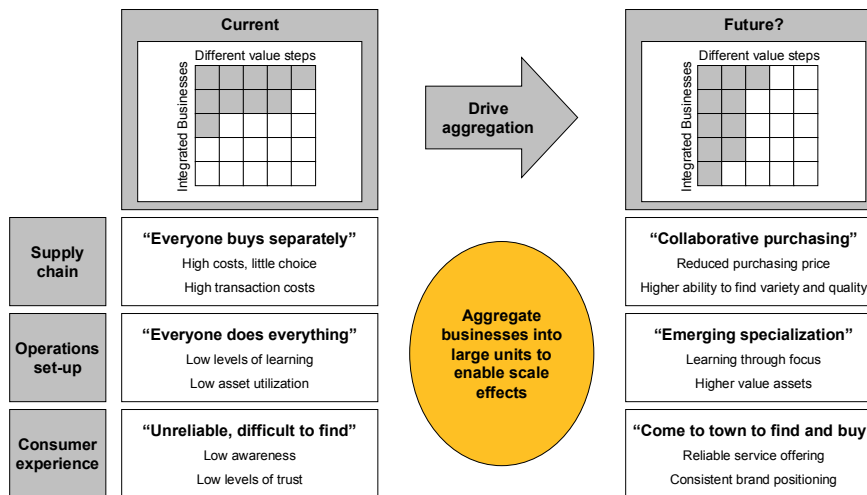 Current
Different value steps
Integrated Businesses
Drive
aggregation
Future?
Different value steps
Integrated Businesses
Supply
chain
“Everyone buys separately”
High costs, little choice
High transaction costs
“Collaborative purchasing”
Reduced purchasing price
Higher ability to find variety and quality
Aggregate
businesses into
large units to
enable scale
effects
Operations
set-up
“Everyone does everything”
Low levels of learning
Low asset utilization
“Emerging specialization”
Learning through focus
Higher value assets
Consumer
experience
“Unreliable, difficult to find”
Low awareness
Low levels of trust
“Come to town to find and buy
Reliable service offering
Consistent brand positioning